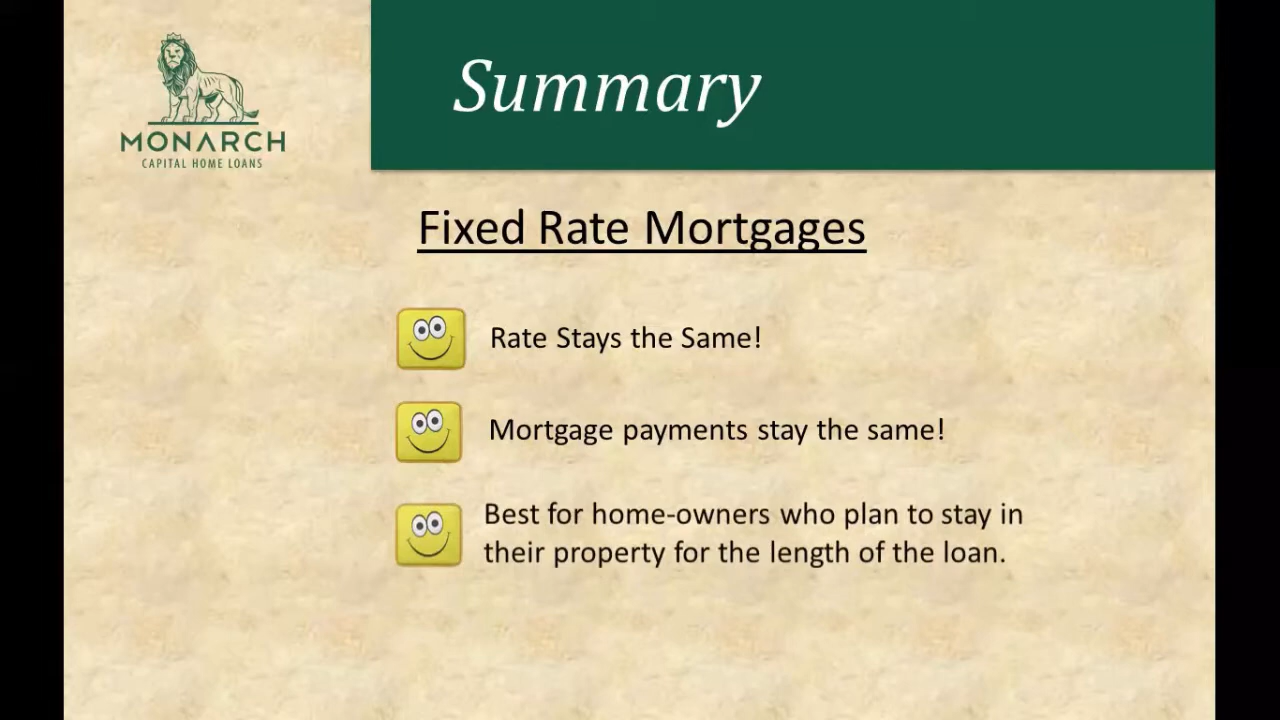 MONARCH
CAPITAL HOME LOANS
Summary
Fixed Rate Mortgages
Rate Stays the Same!
Mortgage payments stay the same!
Best for home-owners who plan to stay in
their property for the length of the loan.